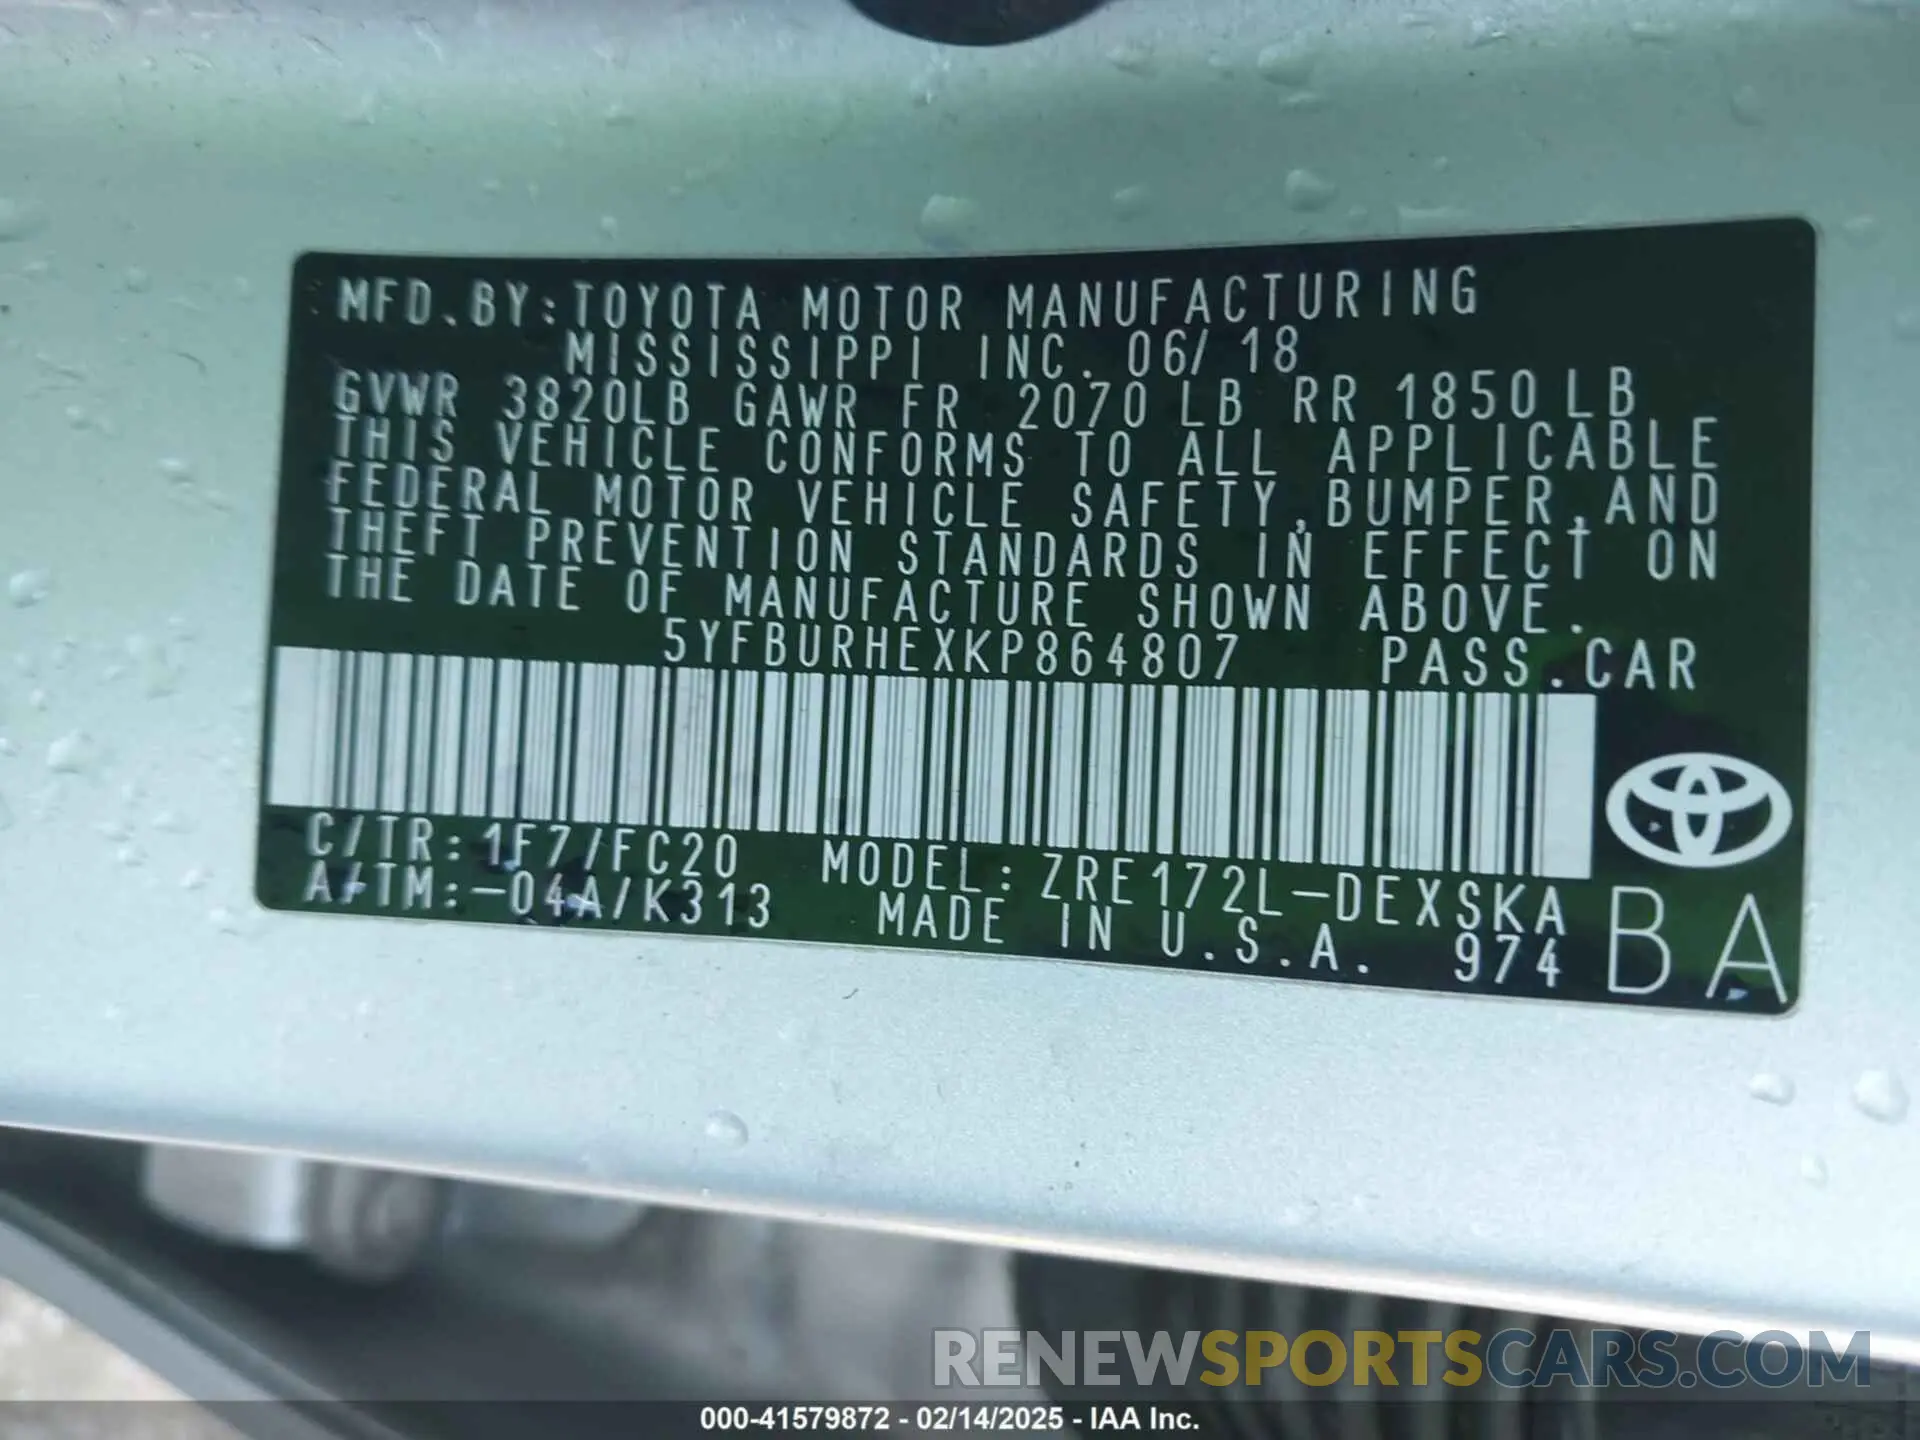 MFD.BY:TOYOTA MOTOR MANUFACTURING
MISSISSIPPI INC. 06/ 18
GVWR 3820LB GAWR FR 2070 LB RR 1850 LB
THIS VEHICLE CONFORMS TO ALL APPLICABLE
FEDERAL MOTOR VEHICLE SAFETY,BUMPER,AND
THEFT PREVENTION STANDARDS IN EFFECT ON
THE DATE OF MANUFACTURE SHOWN ABOVE.
5YFBURHEXKP864807 PASS.CAR
C/TR:1F7/FC20 MODEL:ZRE172L-DEXSKA
A/TM:-04A/K313 MADE IN U.S.A. 974 BA
RENEWSPORTSCARS.COM
000-41579872 - 02/14/2025 - IAA Inc.